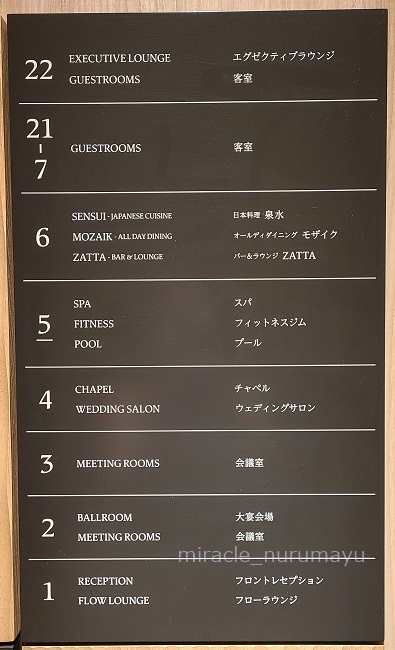 22 EXECUTIVE LOUNGE エグゼクティブラウンジ
GUESTROOMS 客室
21
-
7 GUESTROOMS 客室
6 SENSUI - JAPANESE CUISINE 日本料理 泉水
MOZAIK - ALL DAY DINING オールディダイニング モザイク
ZATTA - BAR & LOUNGE バー&ラウンジ ZATTA
5 SPA スパ
FITNESS フィットネスジム
POOL プール
4 CHAPEL チャペル
WEDDING SALON ウェディングサロン
3 MEETING ROOMS 会議室
2 BALLROOM 大宴会場
MEETING ROOMS 会議室
miracle_nurumayu
1 RECEPTION フロントレセプション
FLOW LOUNGE フローラウンジ